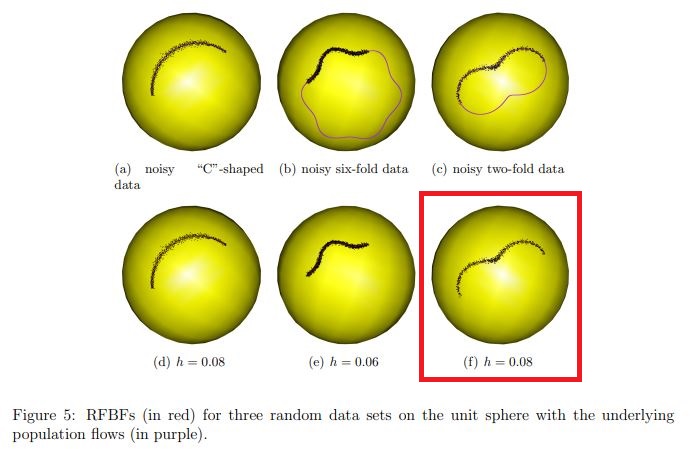 (a) noisy “C”-shaped
data
(b) noisy six-fold data
(c) noisy two-fold data
(d) h = 0.08
(e) h = 0.06
(f) h = 0.08
Figure 5: RFBFs (in red) for three random data sets on the unit sphere with the underlying
population flows (in purple).